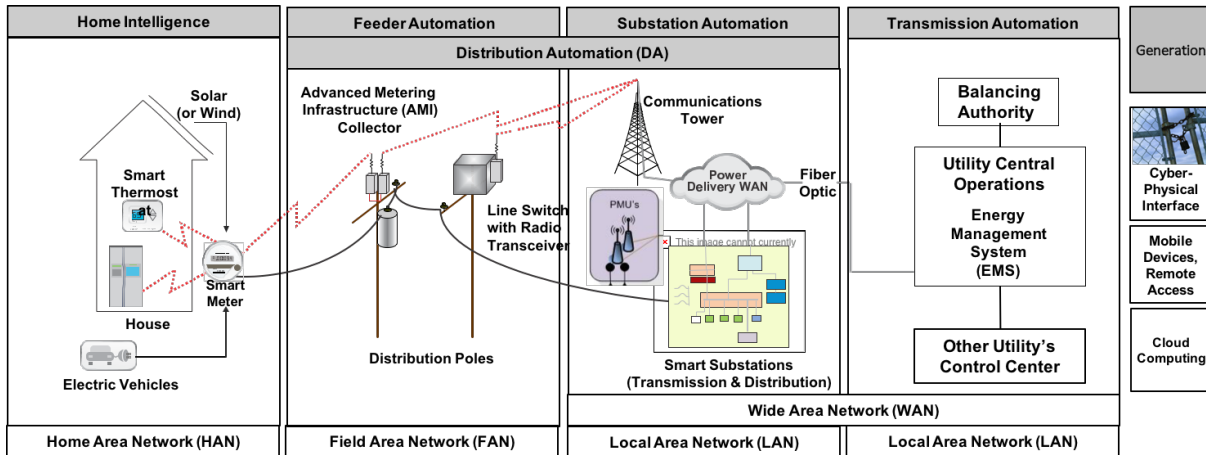 Home Intelligence
Feeder Automation
Substation Automation
Transmission Automation
Generation
Distribution Automation (DA)
Solar
(or Wind)
Smart
Thermost
at
House
Smart
Meter
Electric Vehicles
Advanced Metering
Infrastructure (AMI)
Collector
Line Switch
with Radio
Transceiver
Distribution Poles
Communications
Tower
Power
Delivery WAN
Fiber
Optic
PMU's
This image cannot currently
Smart Substations
(Transmission & Distribution)
Balancing
Authority
Utility Central
Operations
Energy
Management
System
(EMS)
Other Utility's
Control Center
Cyber-
Physical
Interface
Mobile
Devices,
Remote
Access
Cloud
Computing
Wide Area Network (WAN)
Home Area Network (HAN)
Field Area Network (FAN)
Local Area Network (LAN)
Local Area Network (LAN)